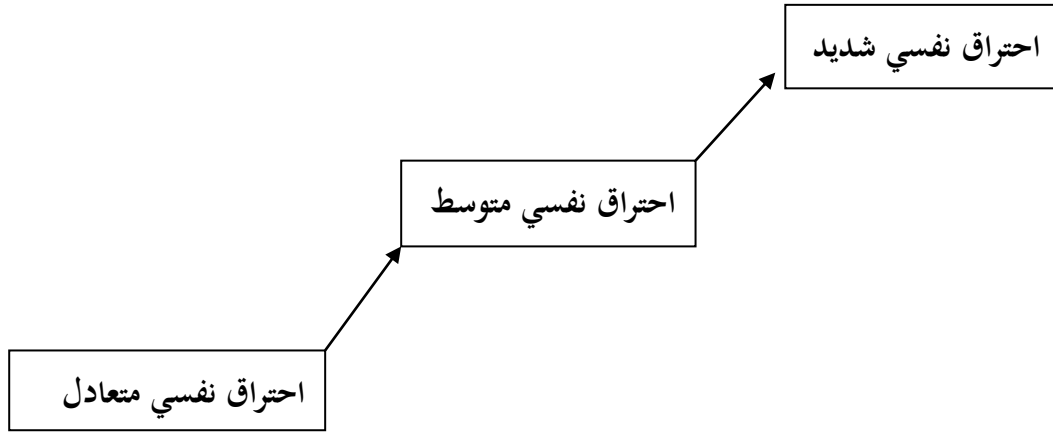 احتراق نفسي شديد
احتراق نفسي متوسط
احتراق نفسي متعادل